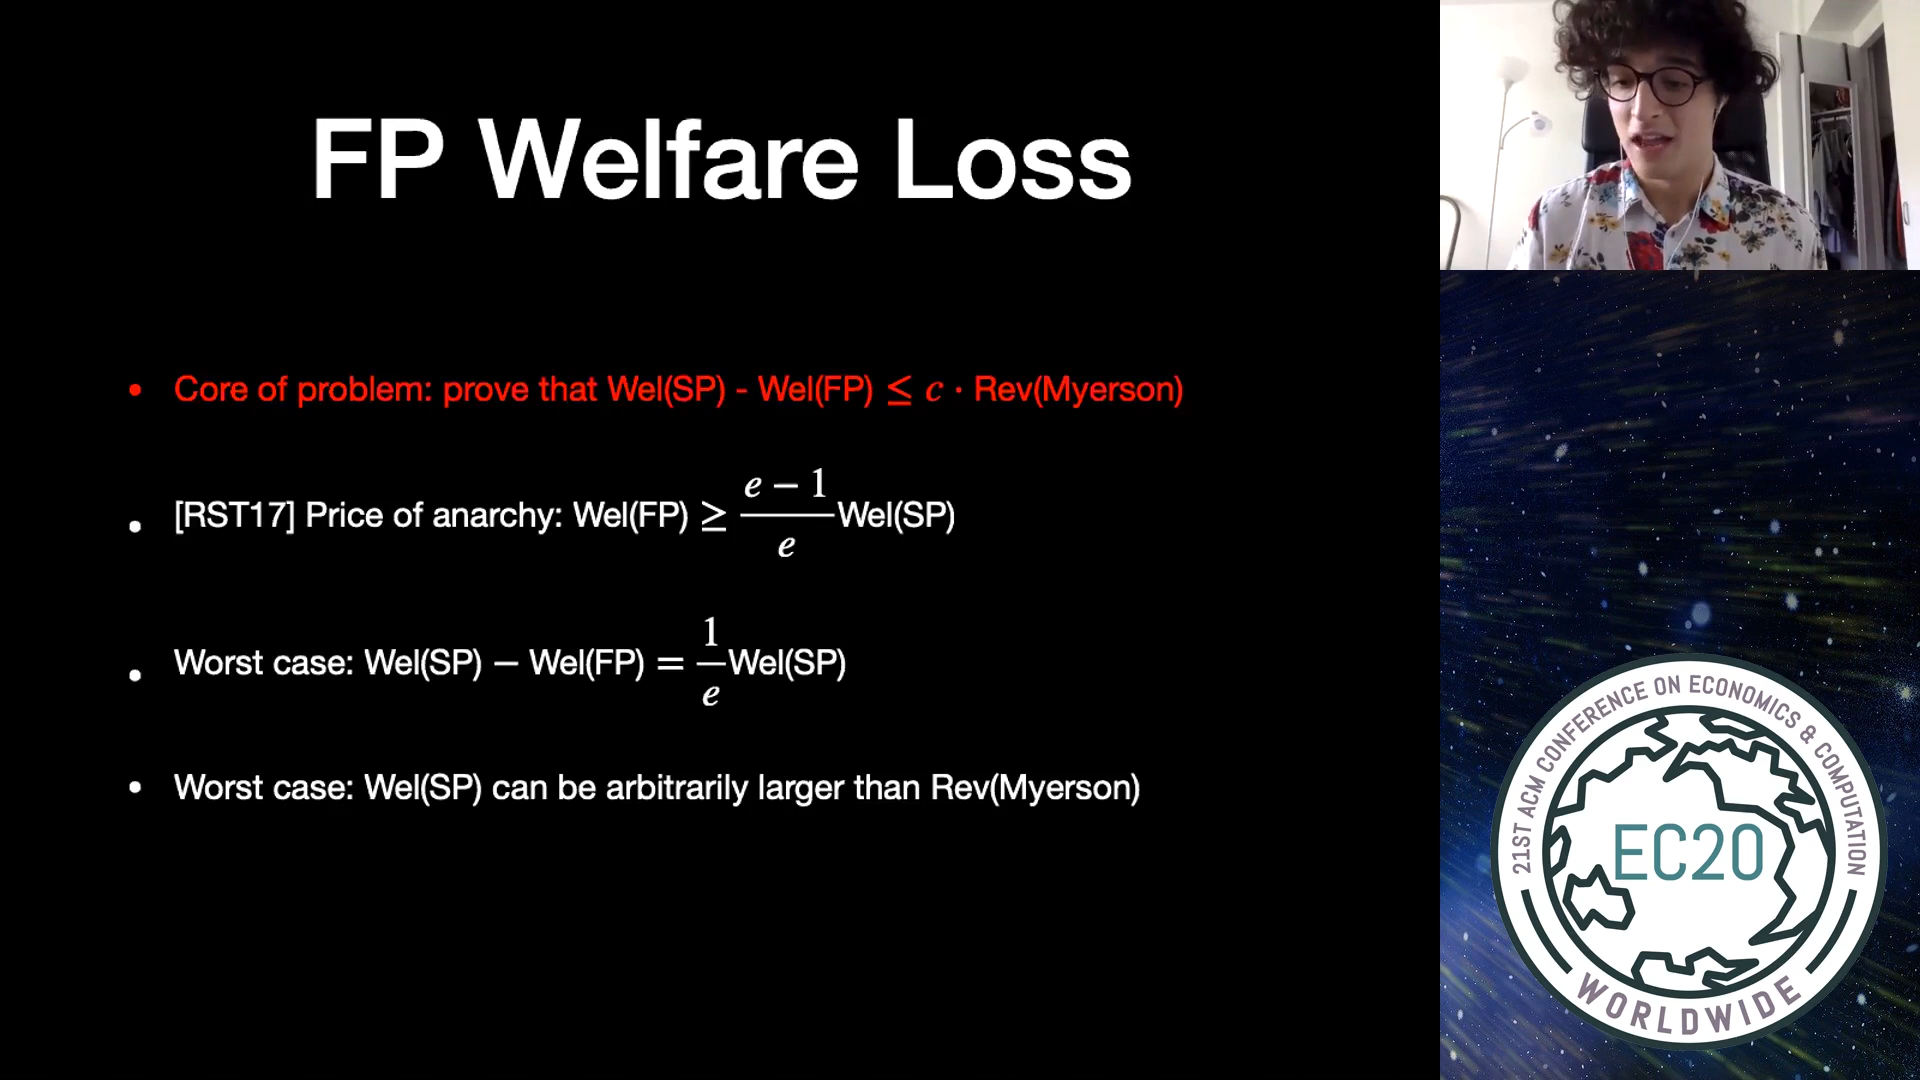 FP Welfare Loss
• Core of problem: prove that Wel(SP) - Wel(FP) ≤ c · Rev(Myerson)
• [RST17] Price of anarchy: Wel(FP) ≥ \frac{e − 1}{e} Wel(SP)
• Worst case: Wel(SP) − Wel(FP) = \frac{1}{e} Wel(SP)
• Worst case: Wel(SP) can be arbitrarily larger than Rev(Myerson)
21ST ACM CONFERENCE ON ECONOMICS & COMPUTATION
EC20
WORLDWIDE